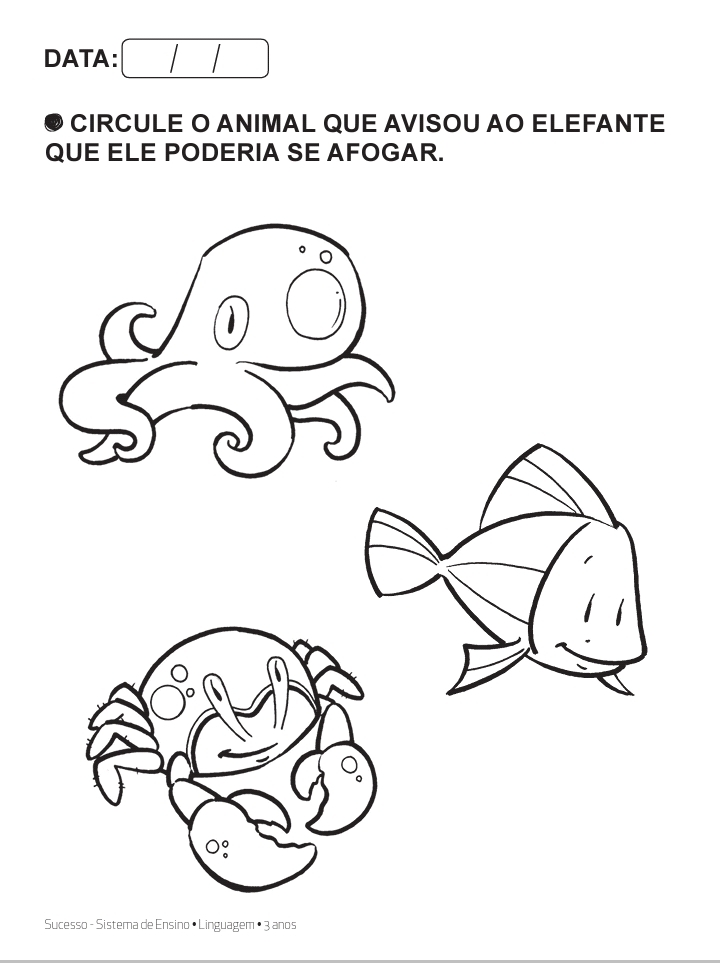 DATA: / /
CIRCULE O ANIMAL QUE AVISOU AO ELEFANTE
QUE ELE PODERIA SE AFOGAR.
Sucesso - Sistema de Ensino • Linguagem • 3 anos